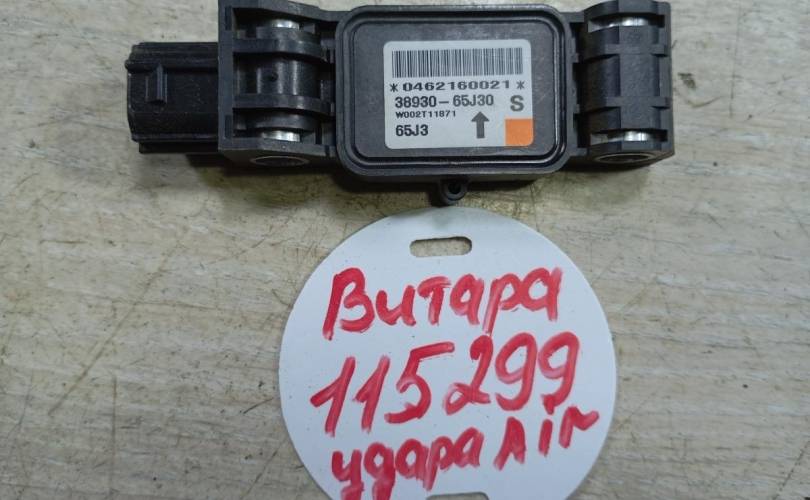 *0462160021*
38930-65J30 S
W002T11871
65J3
Витара
115299
удара Air